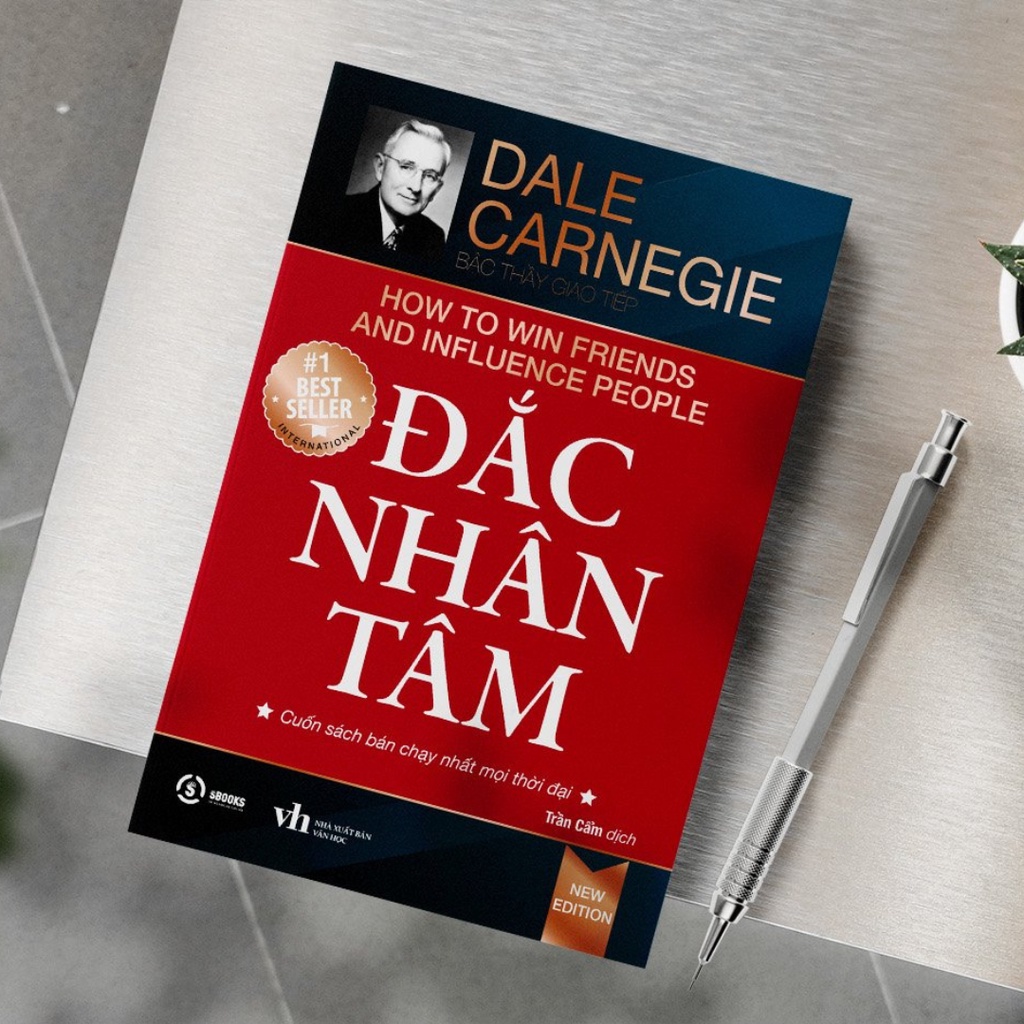 DALE
CARNEGIE
BẬC THẦY GIAO TIẾP
HOW TO WIN FRIENDS
AND INFLUENCE PEOPLE
#1
BEST
SELLER
INTERNATIONAL
ĐẮC
NHÂN
TÂM
Cuốn sách bán chạy nhất mọi thời đại
Trần Cẩm dịch
SBOOKS
vh NHÀ XUẤT BẢN
VĂN HỌC
NEW
EDITION